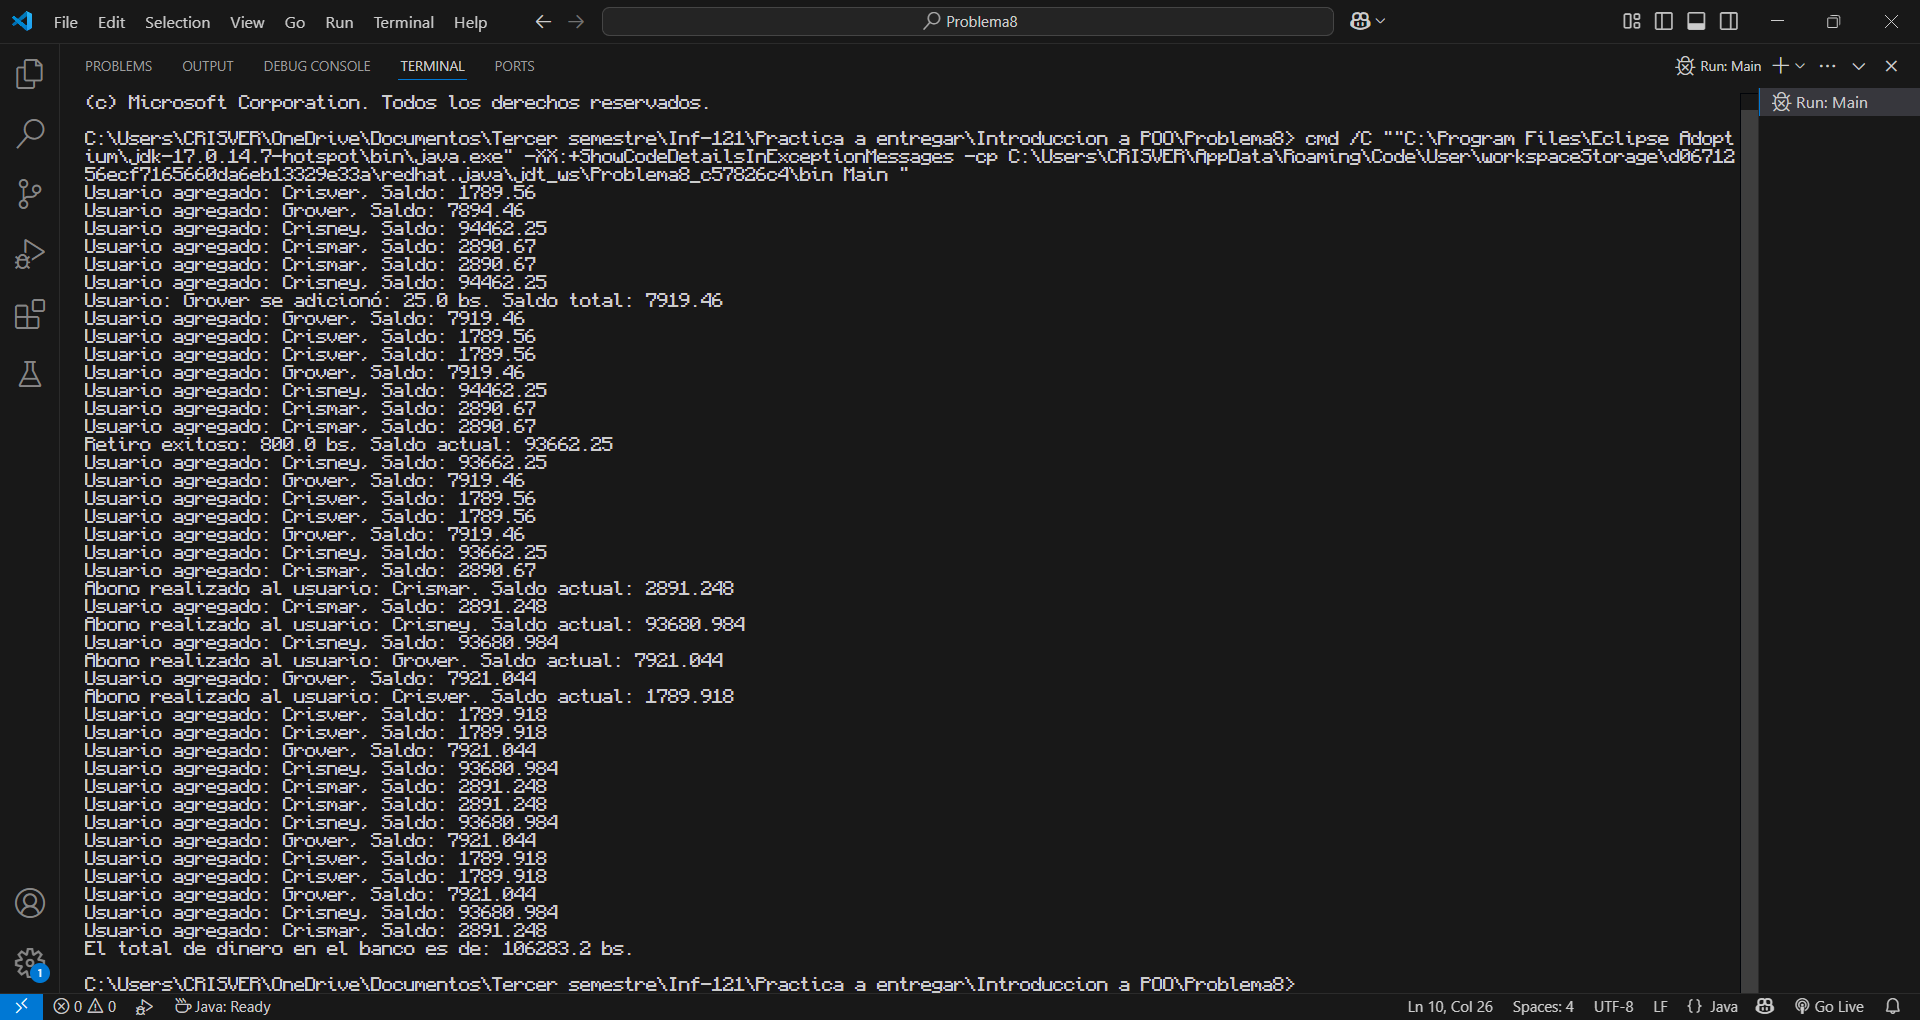 File Edit Selection View Go Run Terminal Help
Problema8
PROBLEMS OUTPUT DEBUG CONSOLE TERMINAL PORTS
Run: Main
Run: Main
(c) Microsoft Corporation. Todos los derechos reservados.
C:\Users\CRISVER\OneDrive\Documentos\Tercer semestre\Inf-121\Practica a entregar\Introduccion a POO\Problema8> cmd /C ""C:\Program Files\Eclipse Adopt
ium\jdk-17.0.14.7-hotspot\bin\java.exe" -XX:+ShowCodeDetailsInExceptionMessages -cp C:\Users\CRISVER\AppData\Roaming\Code\User\workspaceStorage\d06712
56ecf7165660da6eb13329e33a\redhat.java\jdt_ws\Problema8_c57826c4\bin Main "
Usuario agregado: Crisver, Saldo: 1789.56
Usuario agregado: Grover, Saldo: 7894.46
Usuario agregado: Crisney, Saldo: 94462.25
Usuario agregado: Crismar, Saldo: 2890.67
Usuario agregado: Crismar, Saldo: 2890.67
Usuario agregado: Crisney, Saldo: 94462.25
Usuario: Grover se adicionó: 25.0 bs. Saldo total: 7919.46
Usuario agregado: Grover, Saldo: 7919.46
Usuario agregado: Crisver, Saldo: 1789.56
Usuario agregado: Crisver, Saldo: 1789.56
Usuario agregado: Grover, Saldo: 7919.46
Usuario agregado: Crisney, Saldo: 94462.25
Usuario agregado: Crismar, Saldo: 2890.67
Usuario agregado: Crismar, Saldo: 2890.67
Retiro exitoso: 800.0 bs, Saldo actual: 93662.25
Usuario agregado: Crisney, Saldo: 93662.25
Usuario agregado: Grover, Saldo: 7919.46
Usuario agregado: Crisver, Saldo: 1789.56
Usuario agregado: Crisver, Saldo: 1789.56
Usuario agregado: Grover, Saldo: 7919.46
Usuario agregado: Crisney, Saldo: 93662.25
Usuario agregado: Crismar, Saldo: 2890.67
Abono realizado al usuario: Crismar. Saldo actual: 2891.248
Usuario agregado: Crismar, Saldo: 2891.248
Abono realizado al usuario: Crisney. Saldo actual: 93680.984
Usuario agregado: Crisney, Saldo: 93680.984
Abono realizado al usuario: Grover. Saldo actual: 7921.044
Usuario agregado: Grover, Saldo: 7921.044
Abono realizado al usuario: Crisver. Saldo actual: 1789.918
Usuario agregado: Crisver, Saldo: 1789.918
Usuario agregado: Crisver, Saldo: 1789.918
Usuario agregado: Grover, Saldo: 7921.044
Usuario agregado: Crisney, Saldo: 93680.984
Usuario agregado: Crismar, Saldo: 2891.248
Usuario agregado: Crismar, Saldo: 2891.248
Usuario agregado: Crisney, Saldo: 93680.984
Usuario agregado: Grover, Saldo: 7921.044
Usuario agregado: Crisver, Saldo: 1789.918
Usuario agregado: Crisver, Saldo: 1789.918
Usuario agregado: Grover, Saldo: 7921.044
Usuario agregado: Crisney, Saldo: 93680.984
Usuario agregado: Crismar, Saldo: 2891.248
El total de dinero en el banco es de: 106283.2 bs.
C:\Users\CRISVER\OneDrive\Documentos\Tercer semestre\Inf-121\Practica a entregar\Introduccion a POO\Problema8>
1
0 0 Java: Ready Ln 10, Col 26 Spaces: 4 UTF-8 LF {} Java Go Live